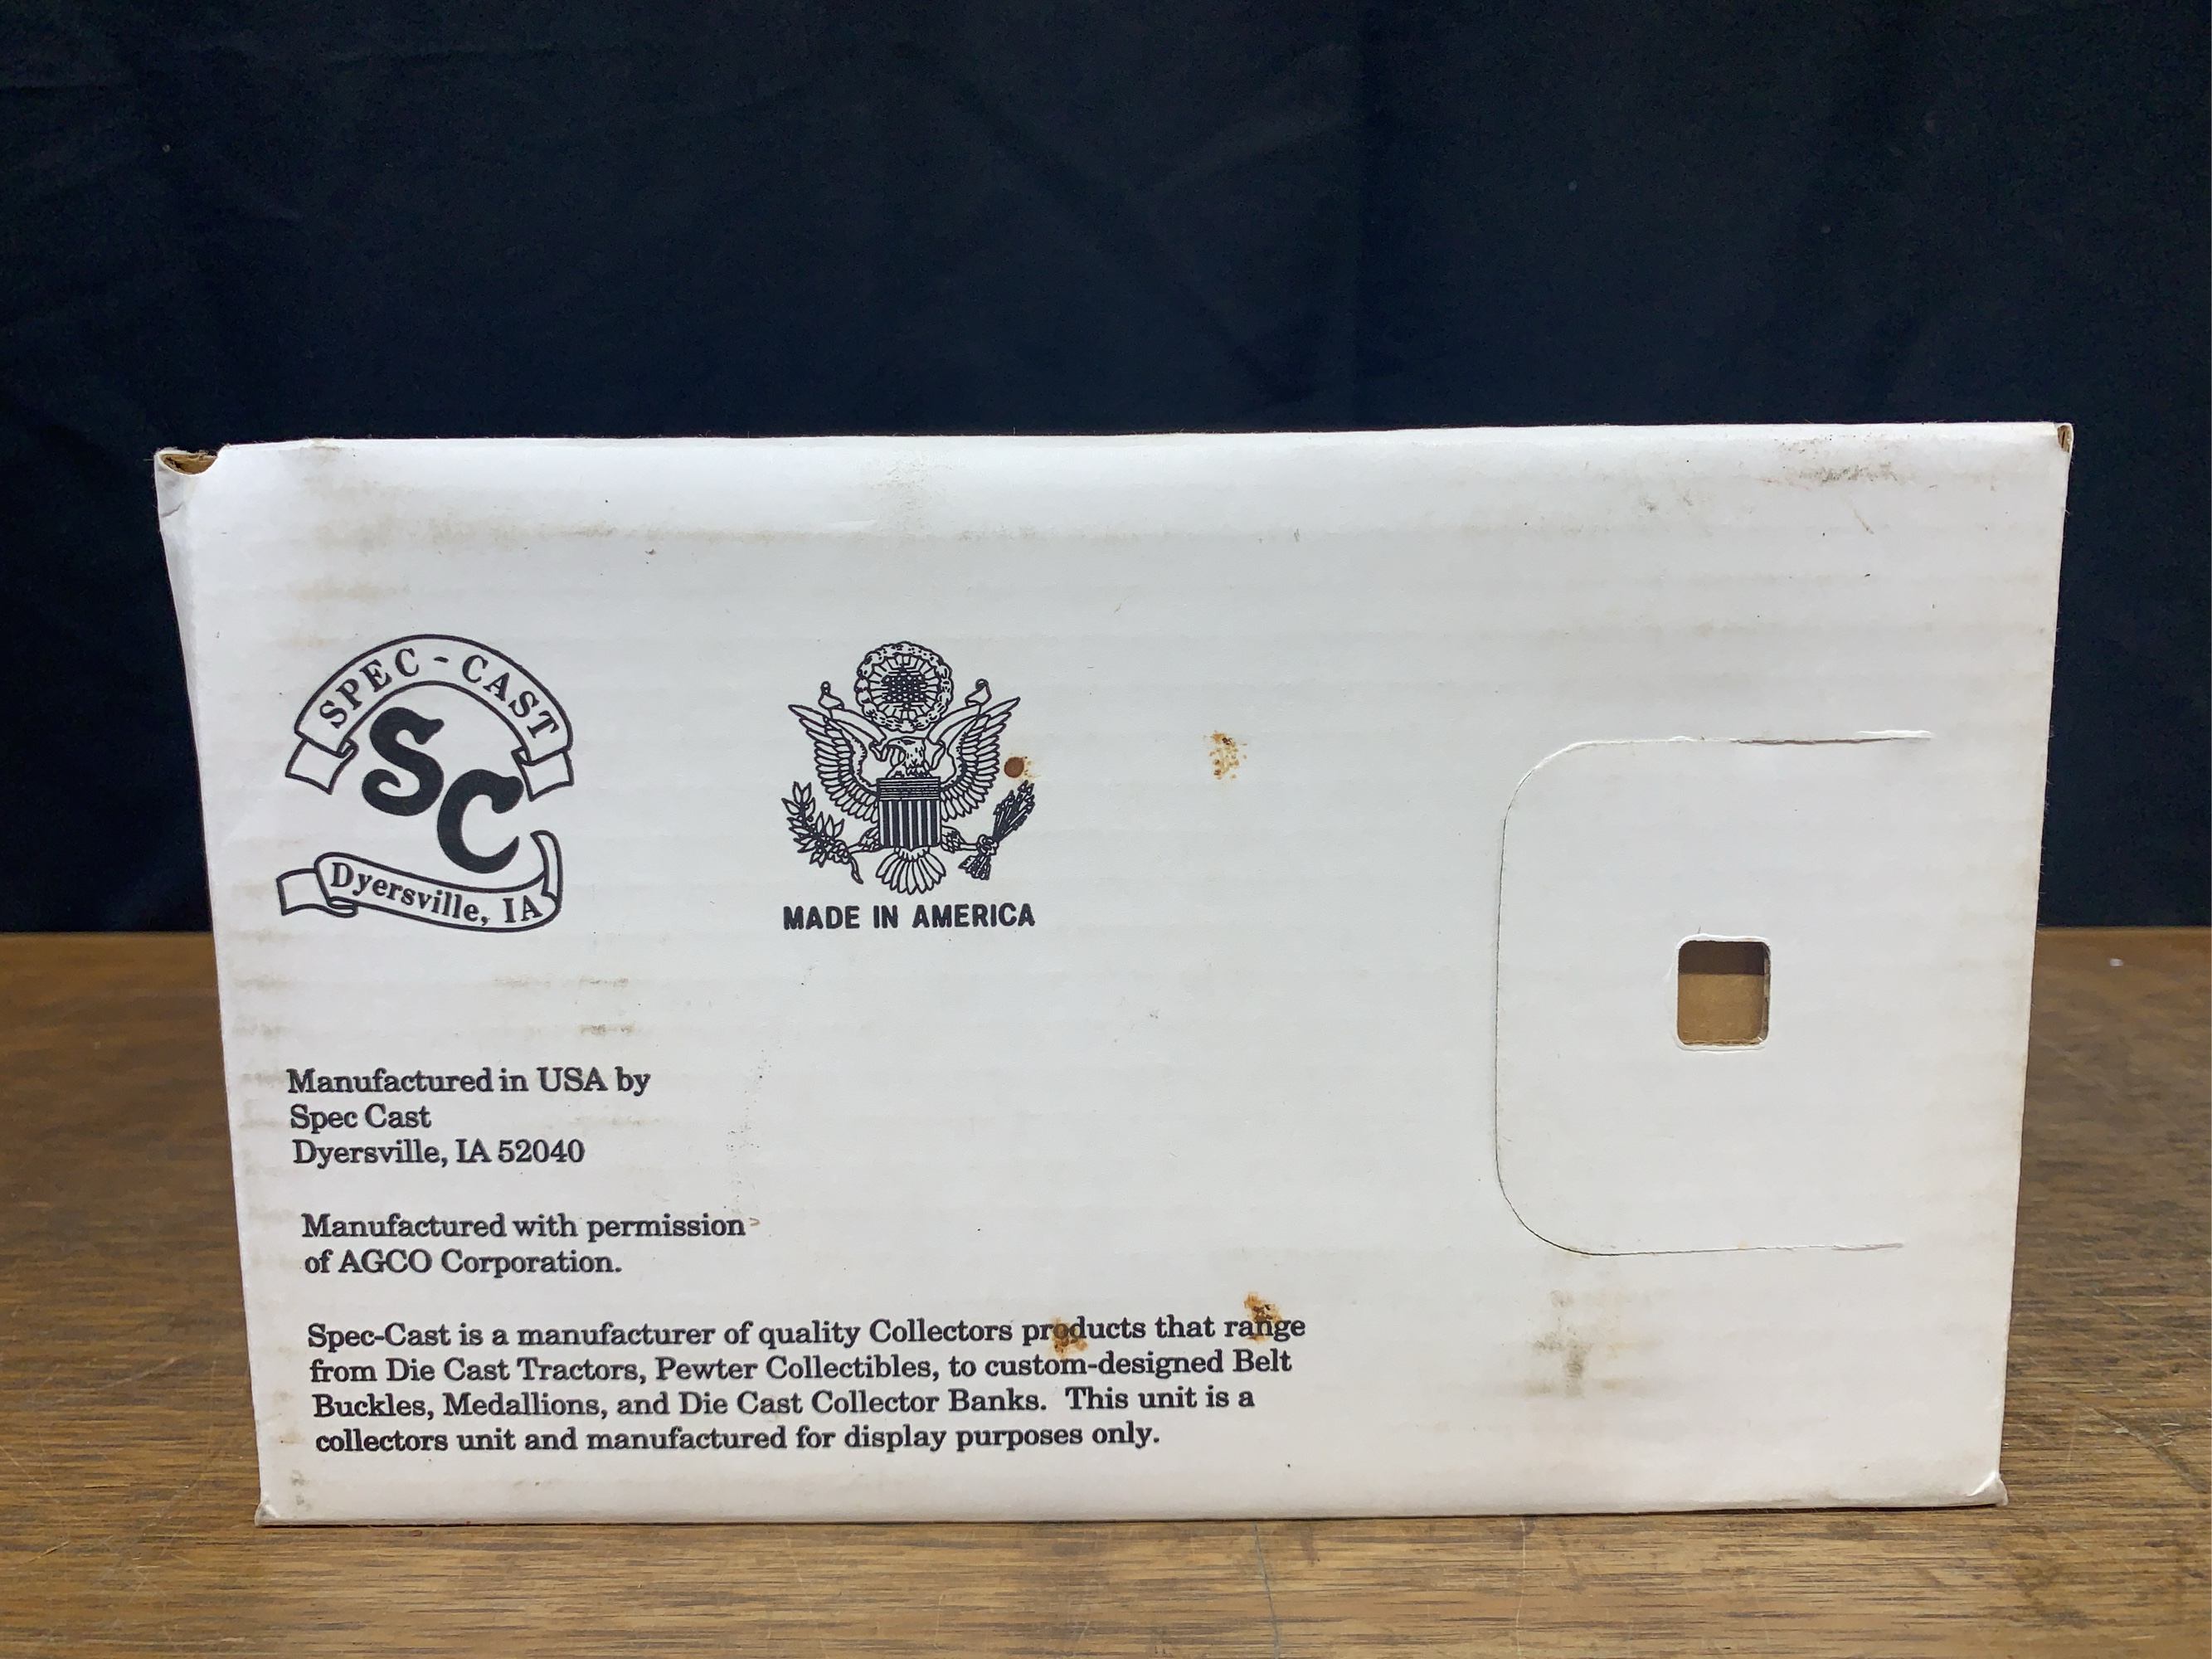 SPEC-CAST
SC
Dyersville, IA
MADE IN AMERICA
Manufactured in USA by
Spec Cast
Dyersville, IA 52040
Manufactured with permission
of AGCO Corporation.
Spec-Cast is a manufacturer of quality Collectors products that range
from Die Cast Tractors, Pewter Collectibles, to custom-designed Belt
Buckles, Medallions, and Die Cast Collector Banks. This unit is a
collectors unit and manufactured for display purposes only.